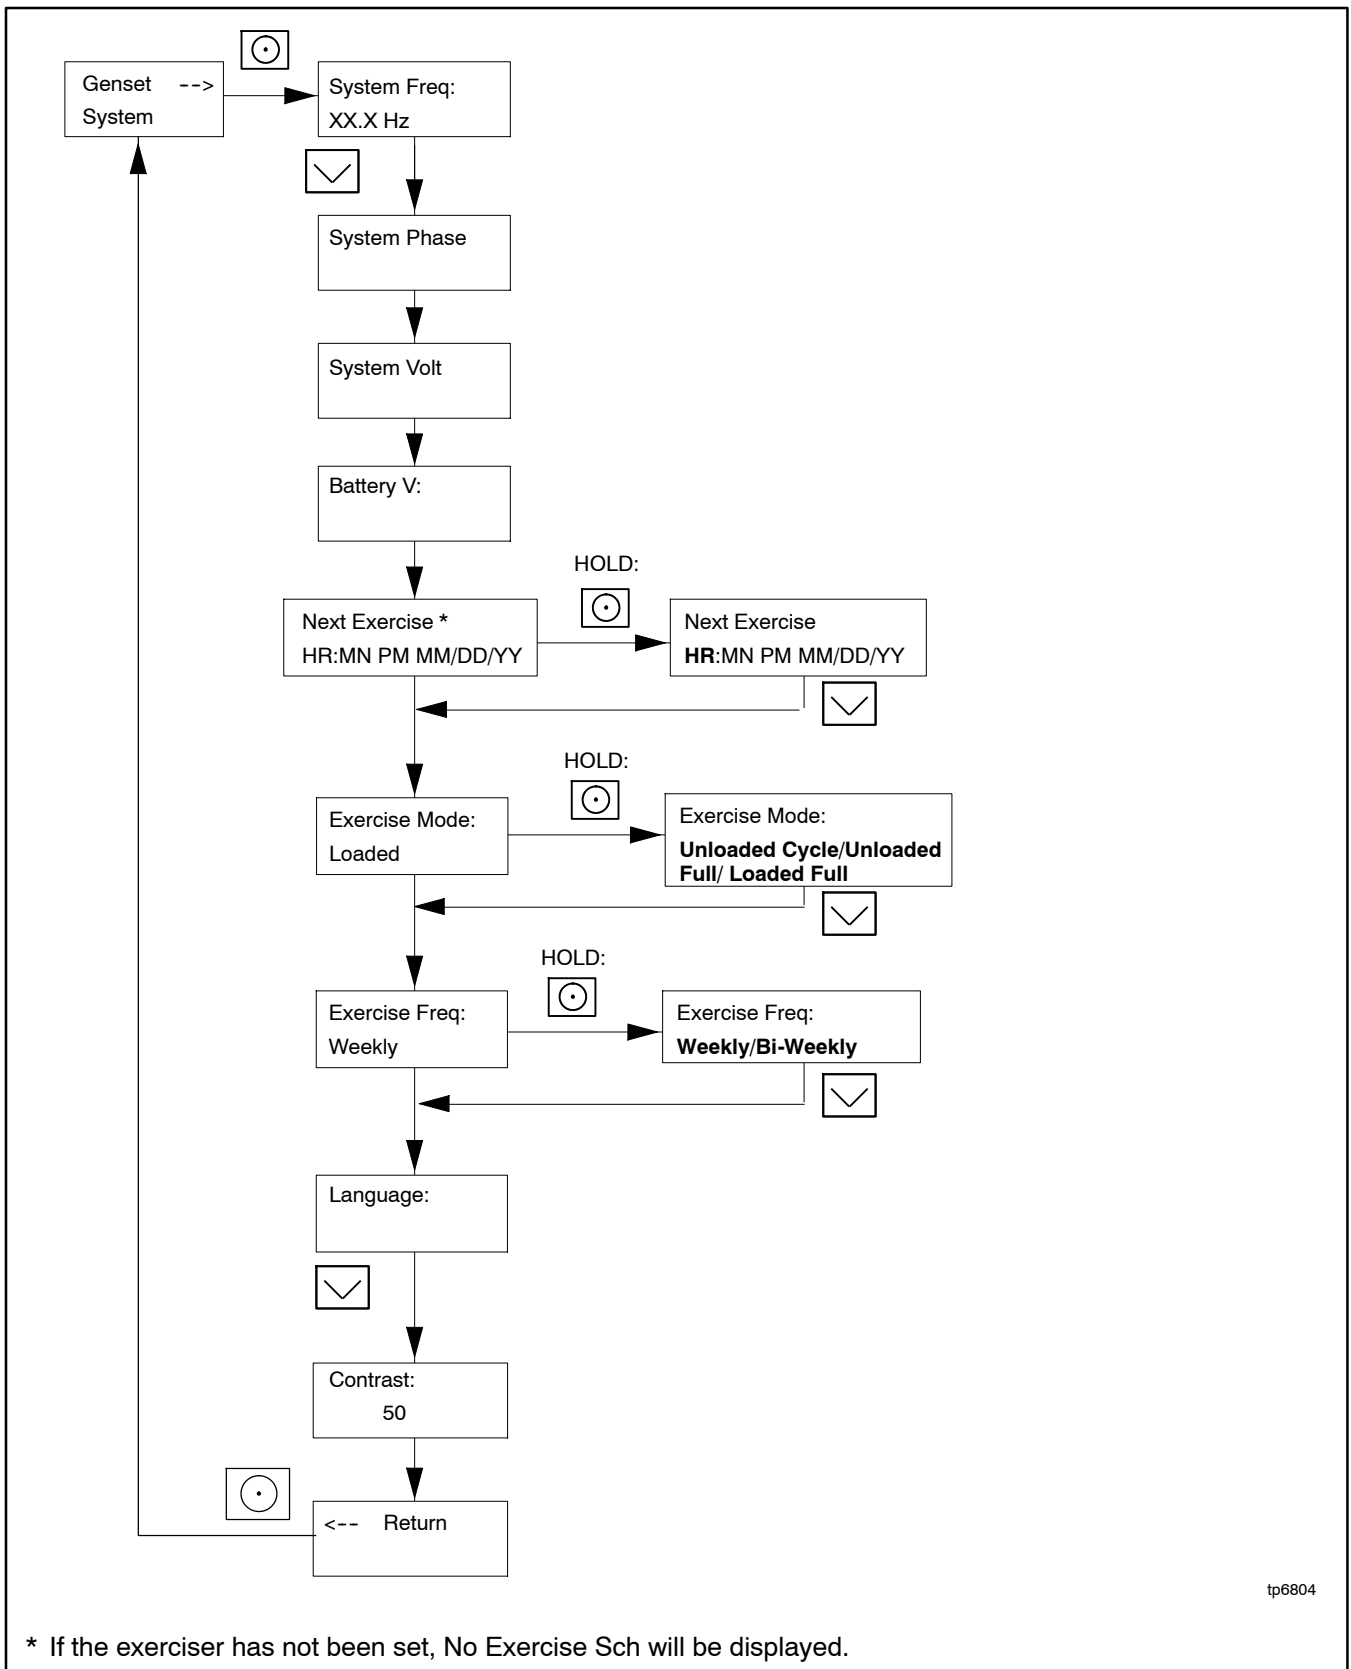 Genset -->
System
System Freq:
XX.X Hz
System Phase
System Volt
Battery V:
HOLD:
Next Exercise *
HR:MN PM MM/DD/YY
Next Exercise
HR:MN PM MM/DD/YY
HOLD:
Exercise Mode:
Loaded
Exercise Mode:
Unloaded Cycle/Unloaded
Full/ Loaded Full
HOLD:
Exercise Freq:
Weekly
Exercise Freq:
Weekly/Bi-Weekly
Language:
Contrast:
50
<-- Return
tp6804
* If the exerciser has not been set, No Exercise Sch will be displayed.